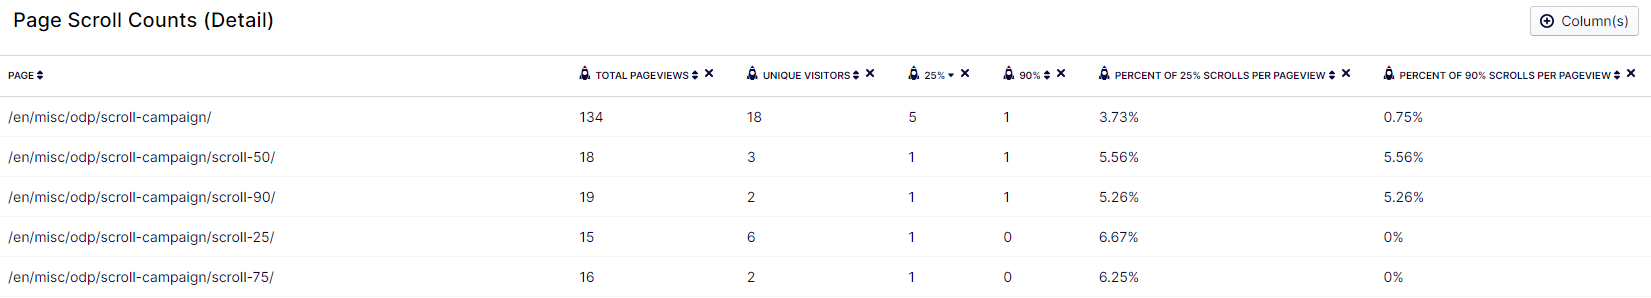 Page Scroll Counts (Detail)
Column(s)
PAGE TOTAL PAGEVIEWS UNIQUE VISITORS 25% 90% PERCENT OF 25% SCROLLS PER PAGEVIEW PERCENT OF 90% SCROLLS PER PAGEVIEW
/en/misc/odp/scroll-campaign/ 134 18 5 1 3.73% 0.75%
/en/misc/odp/scroll-campaign/scroll-50/ 18 3 1 1 5.56% 5.56%
/en/misc/odp/scroll-campaign/scroll-90/ 19 2 1 1 5.26% 5.26%
/en/misc/odp/scroll-campaign/scroll-25/ 15 6 1 0 6.67% 0%
/en/misc/odp/scroll-campaign/scroll-75/ 16 2 1 0 6.25% 0%